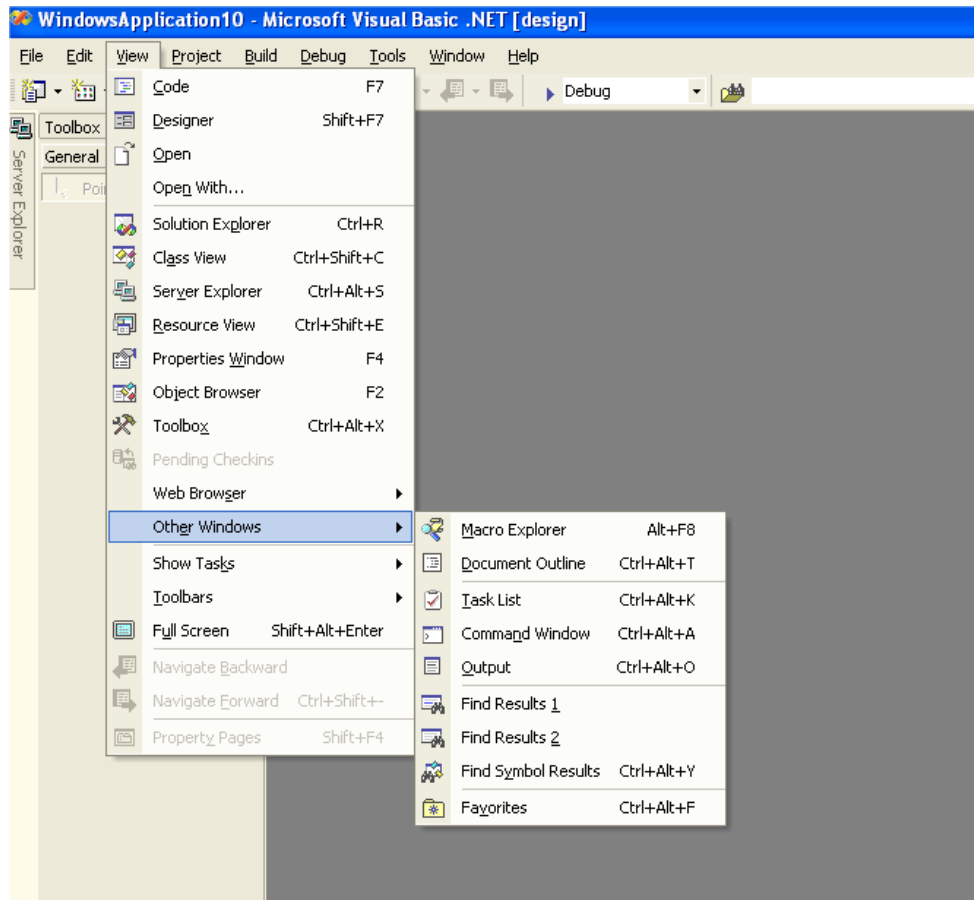 WindowsApplication10 - Microsoft Visual Basic .NET [design]
File Edit View Project Build Debug Tools Window Help
Debug
Toolbox
General
Server Explorer
Code F7
Designer Shift+F7
Open
Open With...
Solution Explorer Ctrl+R
Class View Ctrl+Shift+C
Server Explorer Ctrl+Alt+S
Resource View Ctrl+Shift+E
Properties Window F4
Object Browser F2
Toolbox Ctrl+Alt+X
Pending Checkins
Web Browser
Other Windows
Show Tasks
Toolbars
Full Screen Shift+Alt+Enter
Navigate Backward
Navigate Forward Ctrl+Shift+-
Property Pages Shift+F4
Macro Explorer Alt+F8
Document Outline Ctrl+Alt+T
Task List Ctrl+Alt+K
Command Window Ctrl+Alt+A
Output Ctrl+Alt+O
Find Results 1
Find Results 2
Find Symbol Results Ctrl+Alt+Y
Favorites Ctrl+Alt+F